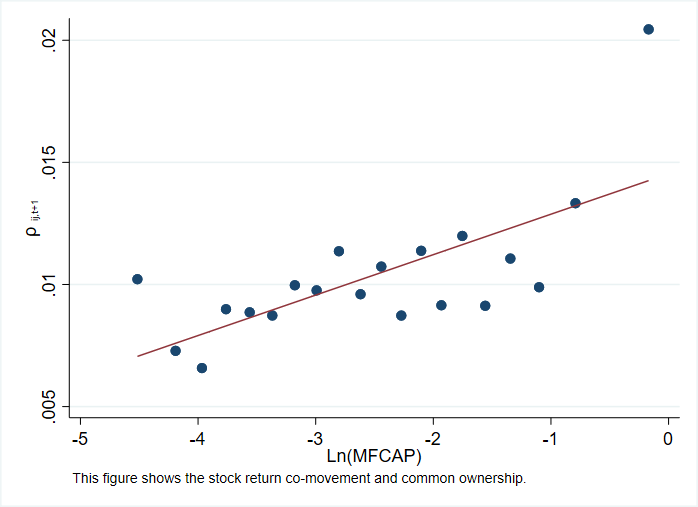 .02
.015
.01
.005
ρ ij,t+1
-5 -4 -3 -2 -1 0
Ln(MFCAP)
This figure shows the stock return co-movement and common ownership.